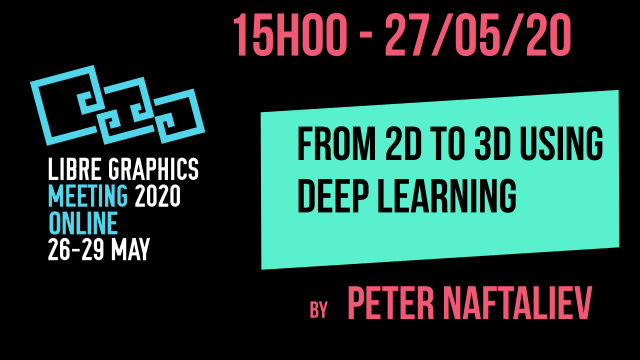 15H00 - 27/05/20
LIBRE GRAPHICS
MEETING 2020
ONLINE
26-29 MAY
FROM 2D TO 3D USING
DEEP LEARNING
BY PETER NAFTALIEV